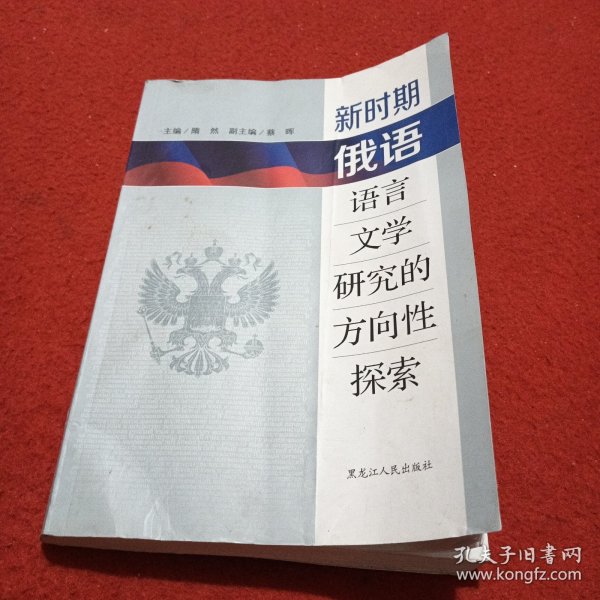 新时期
俄语
语言
文学
研究的
方向性
探索
主编/隋 然 副主编/蔡 晖
黑龙江人民出版社
孔夫子旧书网
www.kongfz.com